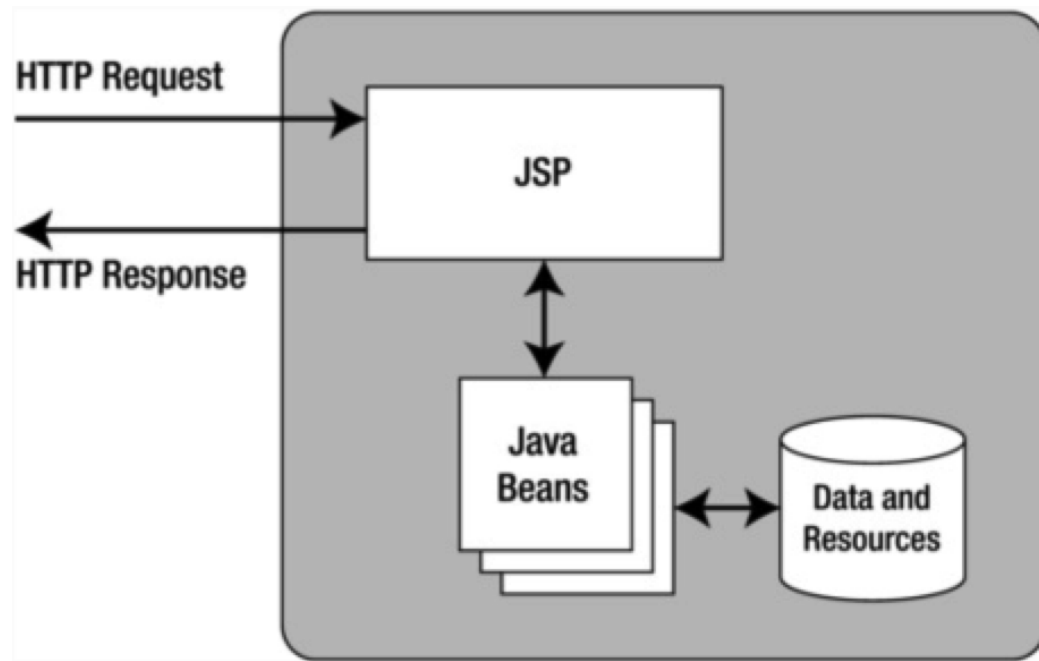 HTTP Request
JSP
HTTP Response
Java
Beans
Data and
Resources